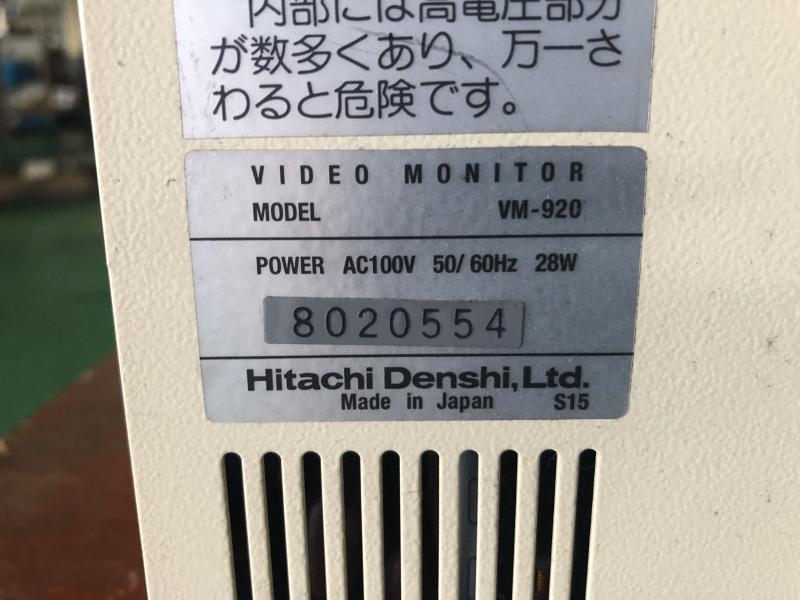 内部には高電圧部分
が数多くあり、万一さ
わると危険です。
VIDEO MONITOR
MODEL VM-920
POWER AC100V 50/60Hz 28W
8020554
Hitachi Denshi,Ltd.
Made in Japan S15